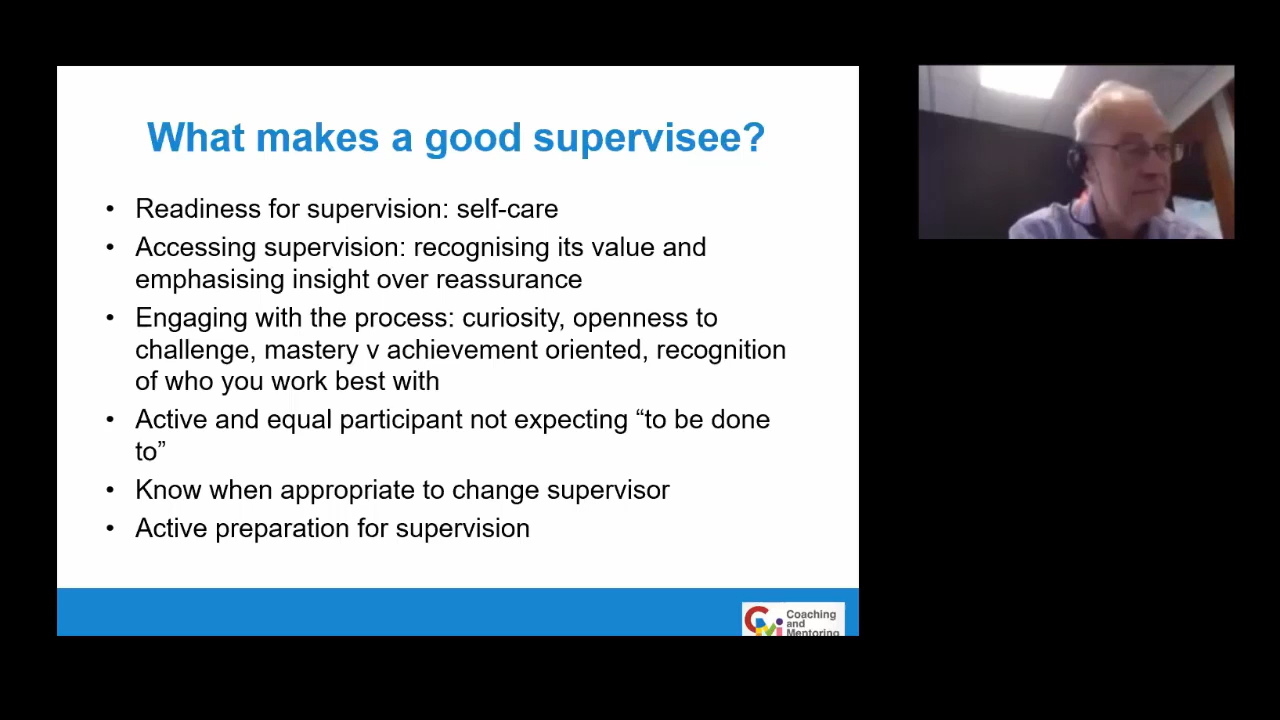 What makes a good supervisee?
• Readiness for supervision: self-care
• Accessing supervision: recognising its value and
emphasising insight over reassurance
• Engaging with the process: curiosity, openness to
challenge, mastery v achievement oriented, recognition
of who you work best with
• Active and equal participant not expecting “to be done
to”
• Know when appropriate to change supervisor
• Active preparation for supervision
Cmi
Coaching
and
Mentoring